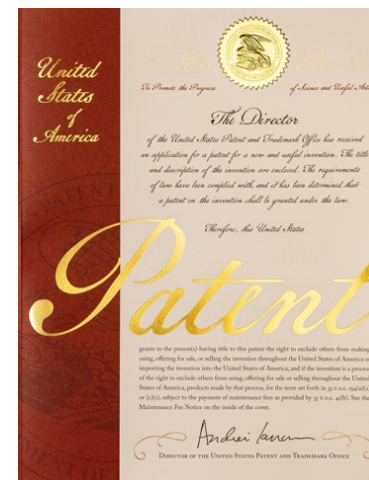 United
States
of
America
To Promote the Progress
of Science and Useful Arts
The Director
of the United States Patent and Trademark Office has received
an application for a patent for a new and useful invention. The title
and description of the invention are enclosed. The requirements
of law have been complied with, and it has been determined that
a patent on the invention shall be granted under the law.
Therefore, this United States
Patent
grants to the person(s) having title to this patent the right to exclude others from making,
using, offering for sale, or selling the invention throughout the United States of America or
importing the invention into the United States of America, and if the invention is a process,
of the right to exclude others from using, offering for sale or selling throughout the United
States of America, products made by that process, for the term set forth in 35 U.S.C. 154(a)(2)
or (c)(1), subject to the payment of maintenance fees as provided by 35 U.S.C. 41(b). See the
Maintenance Fee Notice on the inside of the cover.
Andrei Iancu
DIRECTOR OF THE UNITED STATES PATENT AND TRADEMARK OFFICE